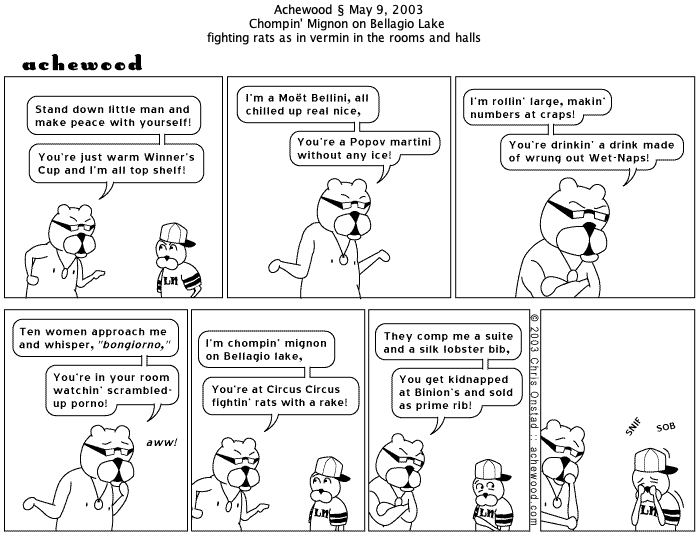 Achewood § May 9, 2003
Chompin' Mignon on Bellagio Lake
fighting rats as in vermin in the rooms and halls
achewood
Stand down little man and
make peace with yourself!
You're just warm Winner's
Cup and I'm all top shelf!
LN
I'm a Moët Bellini, all
chilled up real nice,
You're a Popov martini
without any ice!
I'm rollin' large, makin'
numbers at craps!
You're drinkin' a drink made
of wrung out Wet-Naps!
Ten women approach me
and whisper, "bongiorno,"
You're in your room
watchin' scrambled-
up porno!
aww!
I'm chompin' mignon
on Bellagio lake,
You're at Circus Circus
fightin' rats with a rake!
LN
They comp me a suite
and a silk lobster bib,
You get kidnapped
at Binion's and sold
as prime rib!
LN
© 2003 Chris Onstad :: achewood.com
SNIF
SOB
LN